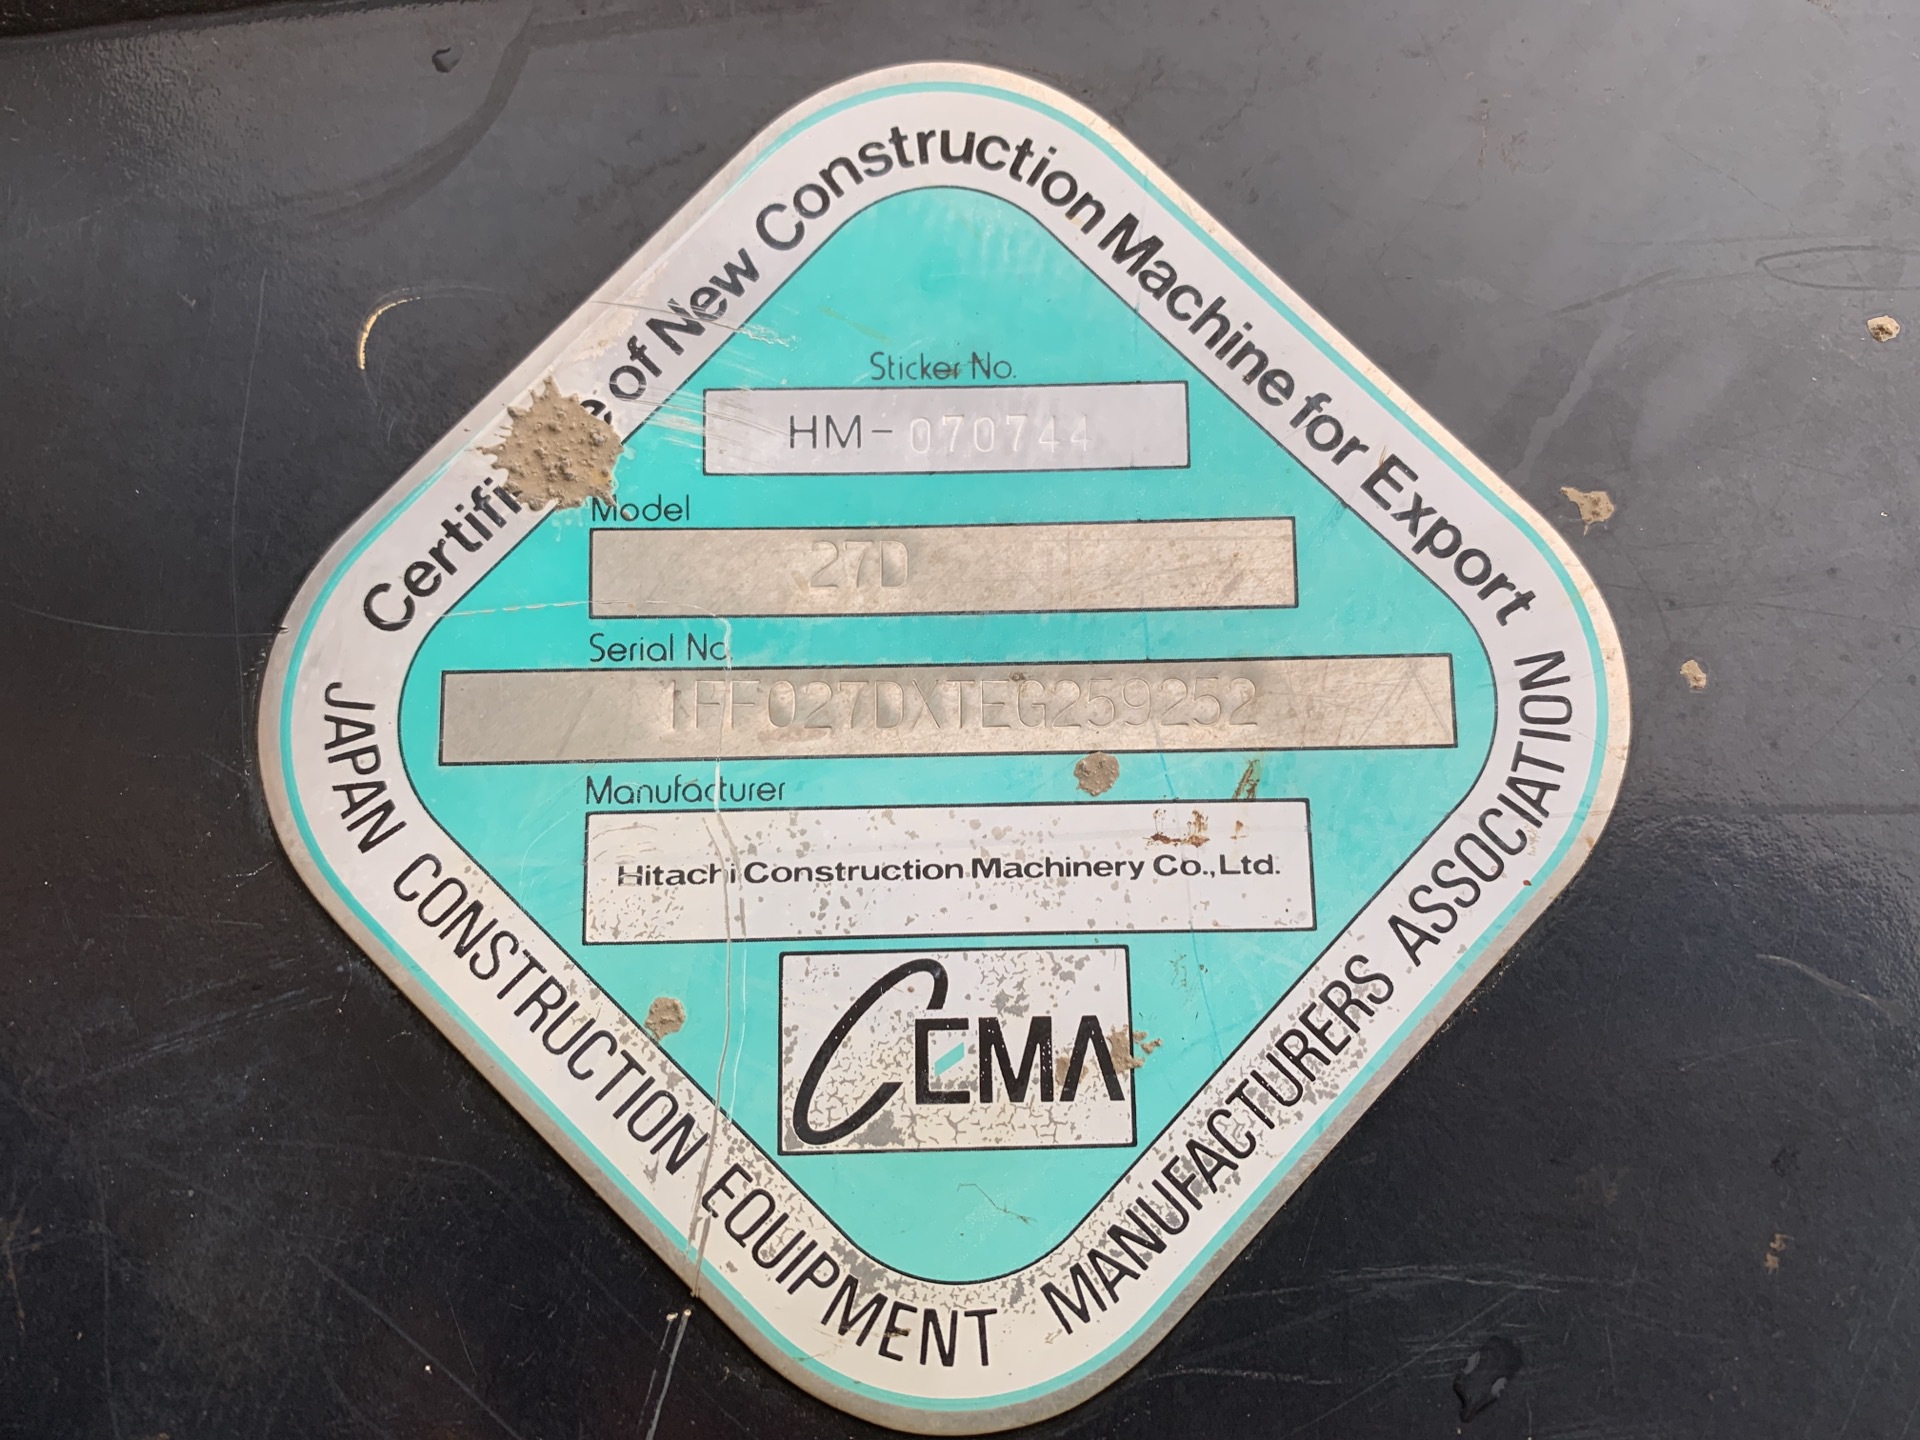 of New Construction Machine for Export
Sticker No.
HM-070744
Model
27D
Serial No.
1FF027DXTEG259252
Manufacturer
Hitachi Construction Machinery Co., Ltd.
CEMA
JAPAN CONSTRUCTION EQUIPMENT MANUFACTURERS ASSOCIATION